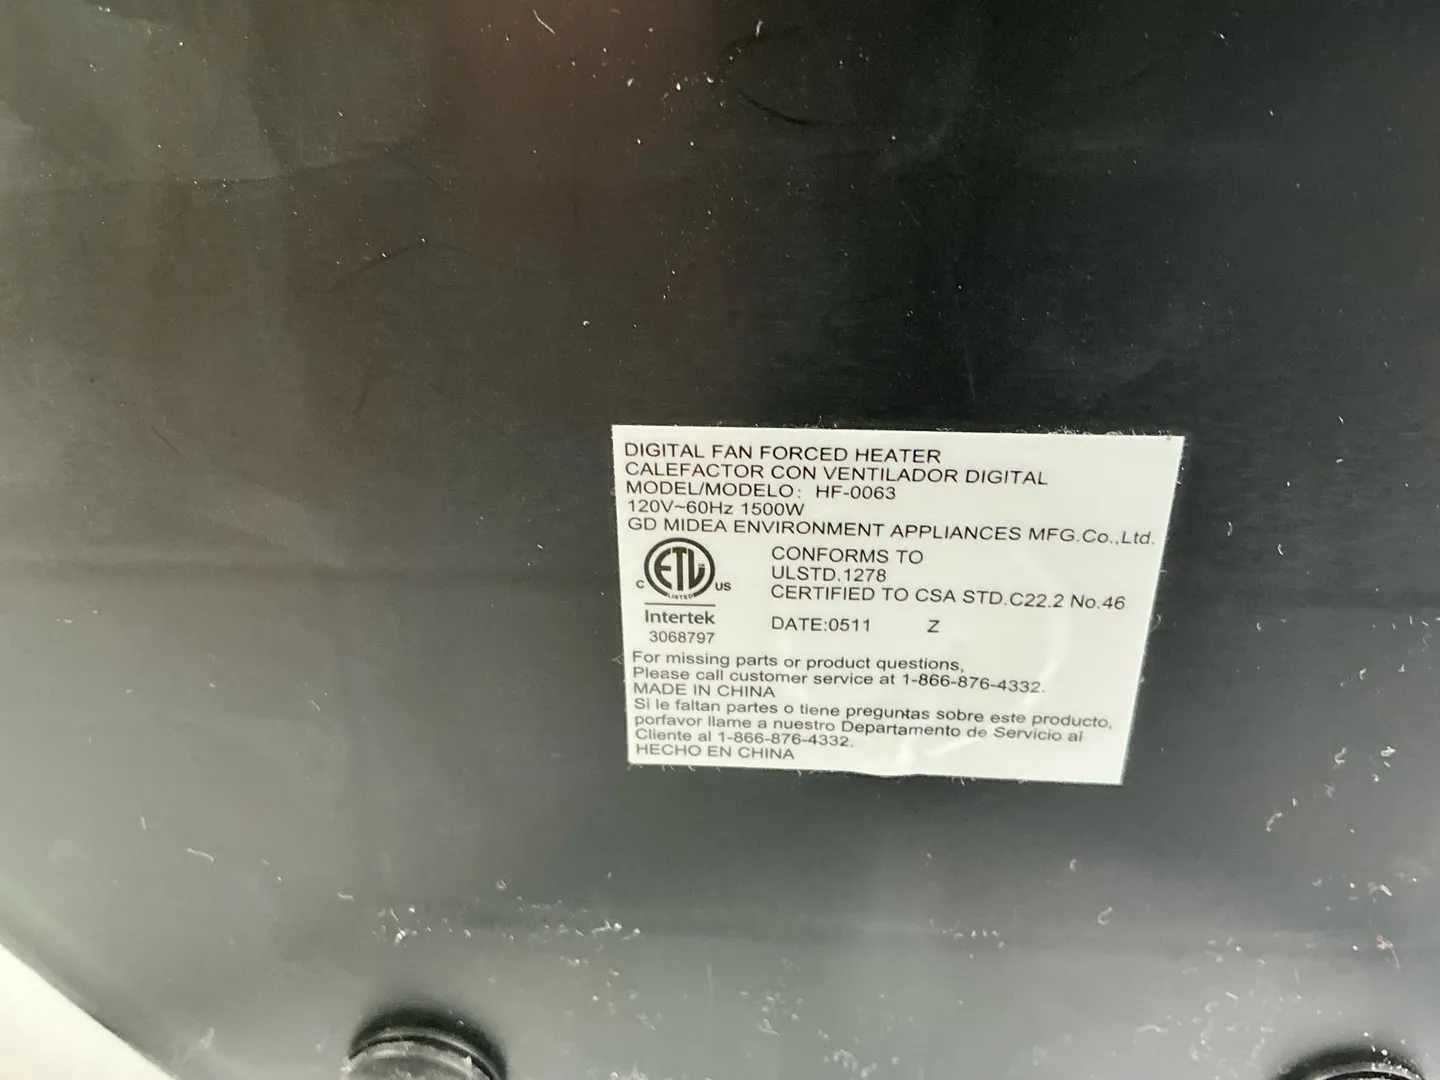 DIGITAL FAN FORCED HEATER
CALEFACTOR CON VENTILADOR DIGITAL
MODEL/MODELO: HF-0063
120V~60Hz 1500W
GD MIDEA ENVIRONMENT APPLIANCES MFG.Co.,Ltd.
ETL
C US
LISTED
Intertek
3068797
CONFORMS TO
ULSTD.1278
CERTIFIED TO CSA STD.C22.2 No.46
DATE:0511 Z
For missing parts or product questions,
Please call customer service at 1-866-876-4332.
MADE IN CHINA
Si le faltan partes o tiene preguntas sobre este producto,
porfavor llame a nuestro Departamento de Servicio al
Cliente al 1-866-876-4332.
HECHO EN CHINA